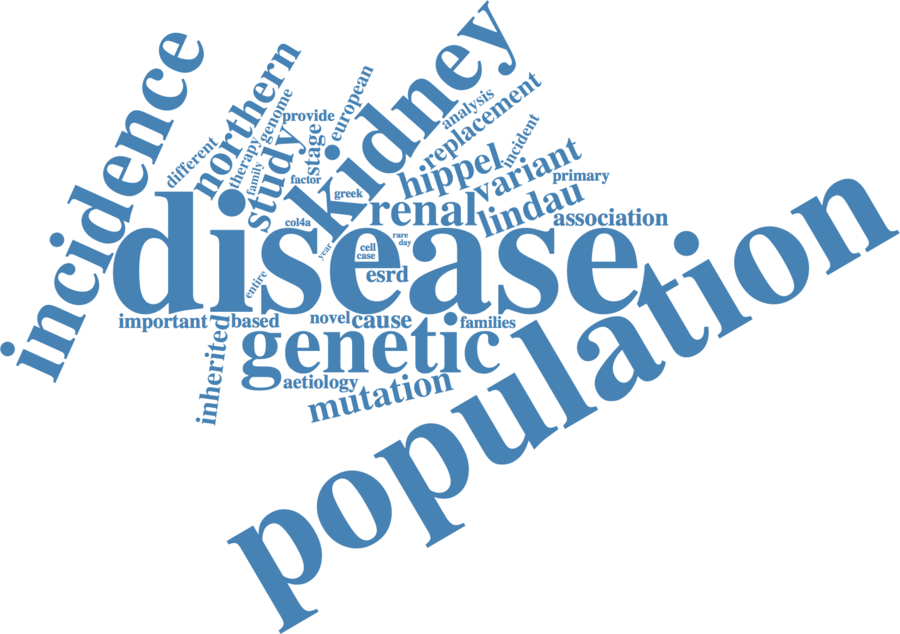 incidence
kidney
northern
european
genome
provide
analysis
replacement
different
therapy
study
stage
incident
family
factor
hippel
variant
primary
greek
disease
renal
lindau
association
col4a
rare
day
year
cell
case
esrd
entire
important
based
novel
cause
families
inherited
genetic
aetiology
mutation
population